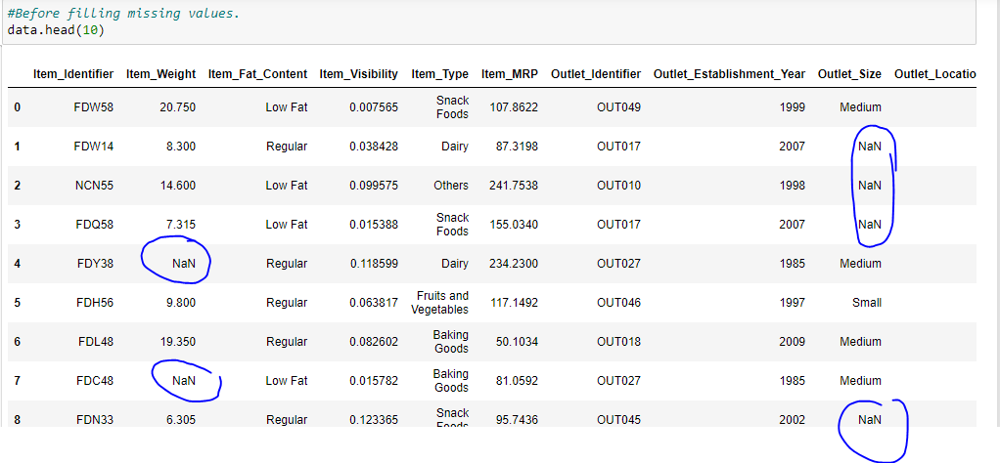 #Before filling missing values.
data.head(10)
Item_Identifier Item_Weight Item_Fat_Content Item_Visibility Item_Type Item_MRP Outlet_Identifier Outlet_Establishment_Year Outlet_Size Outlet_Locatio
0 FDW58 20.750 Low Fat 0.007565 Snack Foods 107.8622 OUT049 1999 Medium
1 FDW14 8.300 Regular 0.038428 Dairy 87.3198 OUT017 2007 NaN
2 NCN55 14.600 Low Fat 0.099575 Others 241.7538 OUT010 1998 NaN
3 FDQ58 7.315 Low Fat 0.015388 Snack Foods 155.0340 OUT017 2007 NaN
4 FDY38 NaN Regular 0.118599 Dairy 234.2300 OUT027 1985 Medium
5 FDH56 9.800 Regular 0.063817 Fruits and Vegetables 117.1492 OUT046 1997 Small
6 FDL48 19.350 Regular 0.082602 Baking Goods 50.1034 OUT018 2009 Medium
7 FDC48 NaN Low Fat 0.015782 Baking Goods 81.0592 OUT027 1985 Medium
8 FDN33 6.305 Regular 0.123365 Snack Foods 95.7436 OUT045 2002 NaN